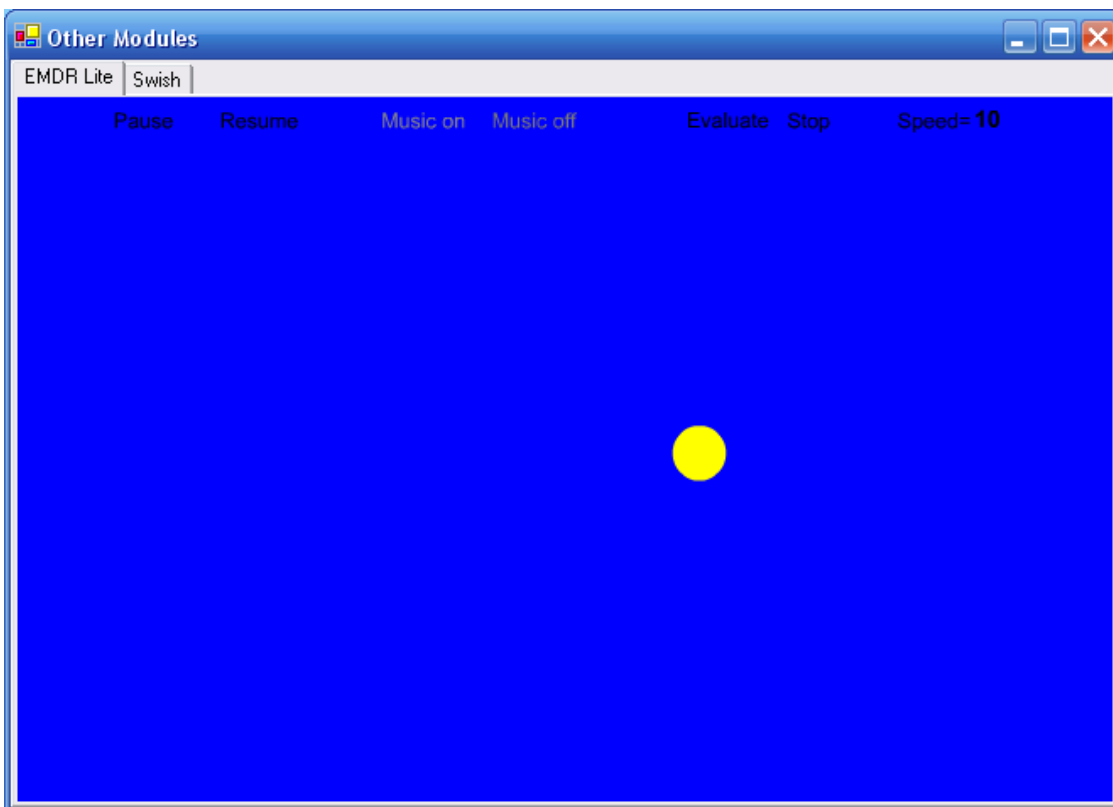 Other Modules
EMDR Lite Swish
Pause Resume Music on Music off Evaluate Stop Speed= 10